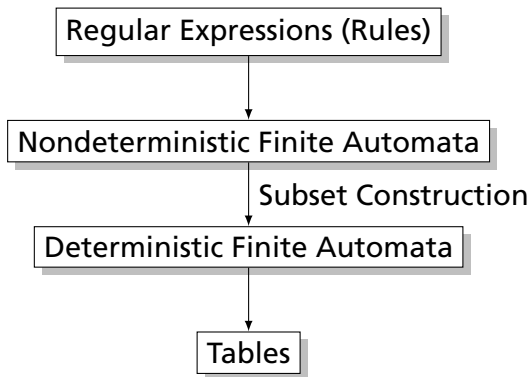 Regular Expressions (Rules)
Nondeterministic Finite Automata
Subset Construction
Deterministic Finite Automata
Tables